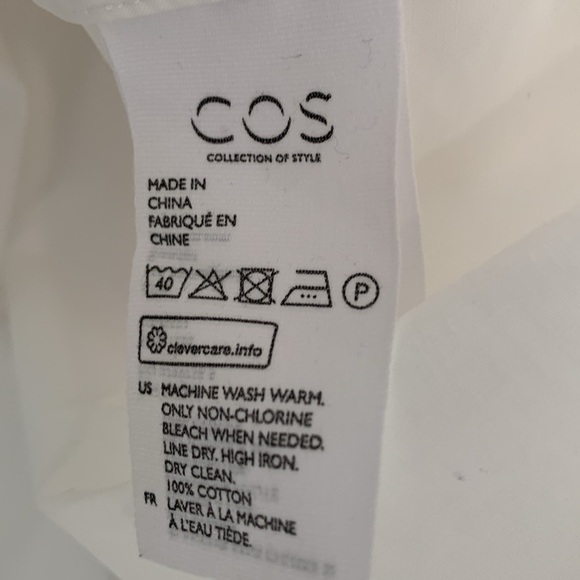 COS
COLLECTION OF STYLE
MADE IN
CHINA
FABRIQUÉ EN
CHINE
40
P
clevercare.info
US MACHINE WASH WARM.
ONLY NON-CHLORINE
BLEACH WHEN NEEDED.
LINE DRY. HIGH IRON.
DRY CLEAN.
100% COTTON
FR LAVER À LA MACHINE
À L'EAU TIÈDE.